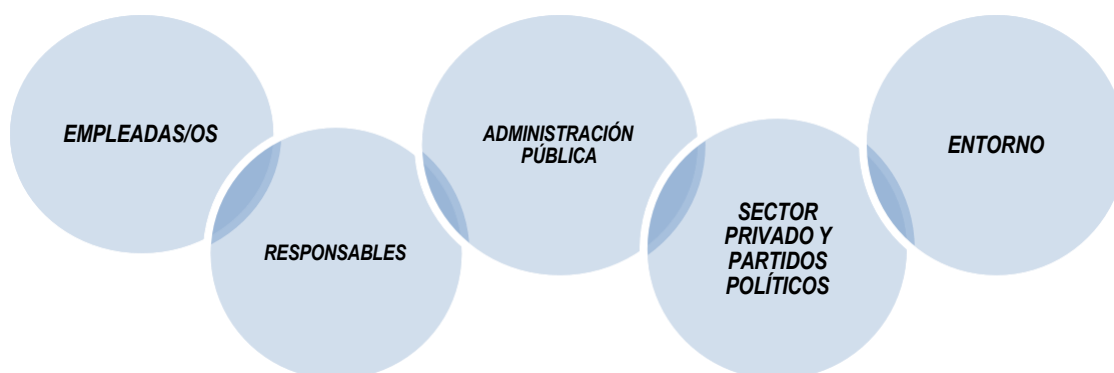 EMPLEADAS/OS
RESPONSABLES
ADMINISTRACIÓN
PÚBLICA
SECTOR
PRIVADO Y
PARTIDOS
POLÍTICOS
ENTORNO